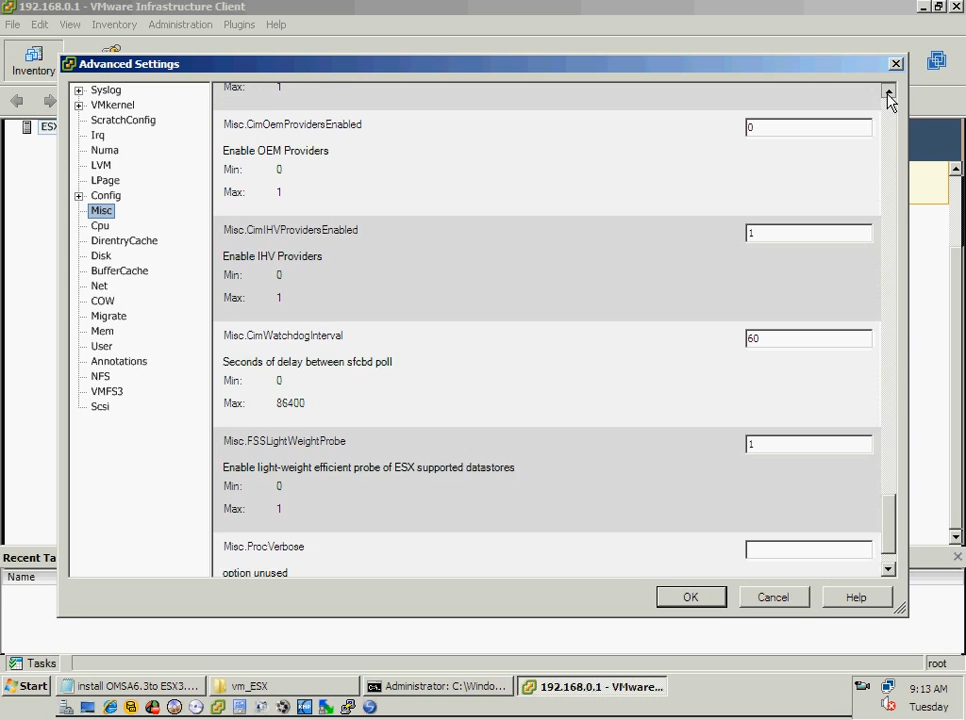 192.168.0.1 - VMware Infrastructure Client
File Edit View Inventory Administration Plugins Help
Inventory
Advanced Settings
ESX
Syslog
VMkernel
ScratchConfig
Irq
Numa
LVM
LPage
Config
Misc
Cpu
DirentryCache
Disk
BufferCache
Net
COW
Migrate
Mem
User
Annotations
NFS
VMFS3
Scsi
Max: 1
Misc.CimOemProvidersEnabled 0
Enable OEM Providers
Min: 0
Max: 1
Misc.CimIHVProvidersEnabled 1
Enable IHV Providers
Min: 0
Max: 1
Misc.CimWatchdogInterval 60
Seconds of delay between sfcbd poll
Min: 0
Max: 86400
Misc.FSSLightWeightProbe 1
Enable light-weight efficient probe of ESX supported datastores
Min: 0
Max: 1
Misc.ProcVerbose
option unused
OK Cancel Help
Recent Ta
Name
Tasks root
Start install OMSA6.3to ESX3.... vm_ESX Administrator: C:\Windo... 192.168.0.1 - VMware...
9:13 AM
Tuesday